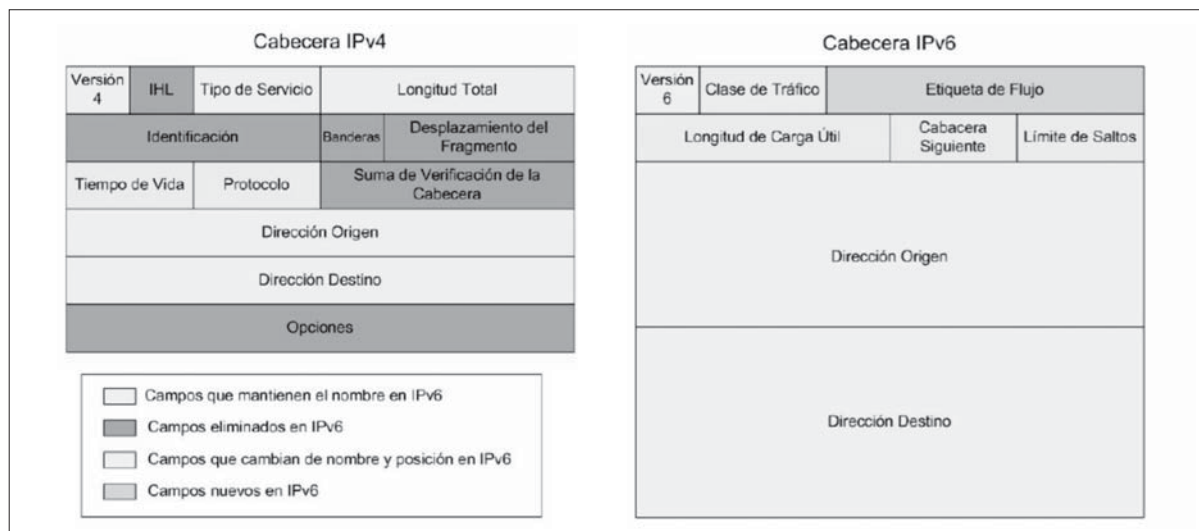 Cabecera IPv4
Versión
4
IHL
Tipo de Servicio
Longitud Total
Identificación
Banderas
Desplazamiento del
Fragmento
Tiempo de Vida
Protocolo
Suma de Verificación de la
Cabecera
Dirección Origen
Dirección Destino
Opciones
Campos que mantienen el nombre en IPv6
Campos eliminados en IPv6
Campos que cambian de nombre y posición en IPv6
Campos nuevos en IPv6
Cabecera IPv6
Versión
6
Clase de Tráfico
Etiqueta de Flujo
Longitud de Carga Útil
Cabacera
Siguiente
Límite de Saltos
Dirección Origen
Dirección Destino